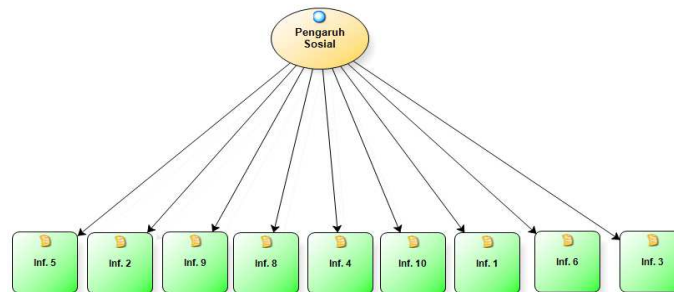 Pengaruh
Sosial
Inf. 5
Inf. 2
Inf. 9
Inf. 8
Inf. 4
Inf. 10
Inf. 1
Inf. 6
Inf. 3